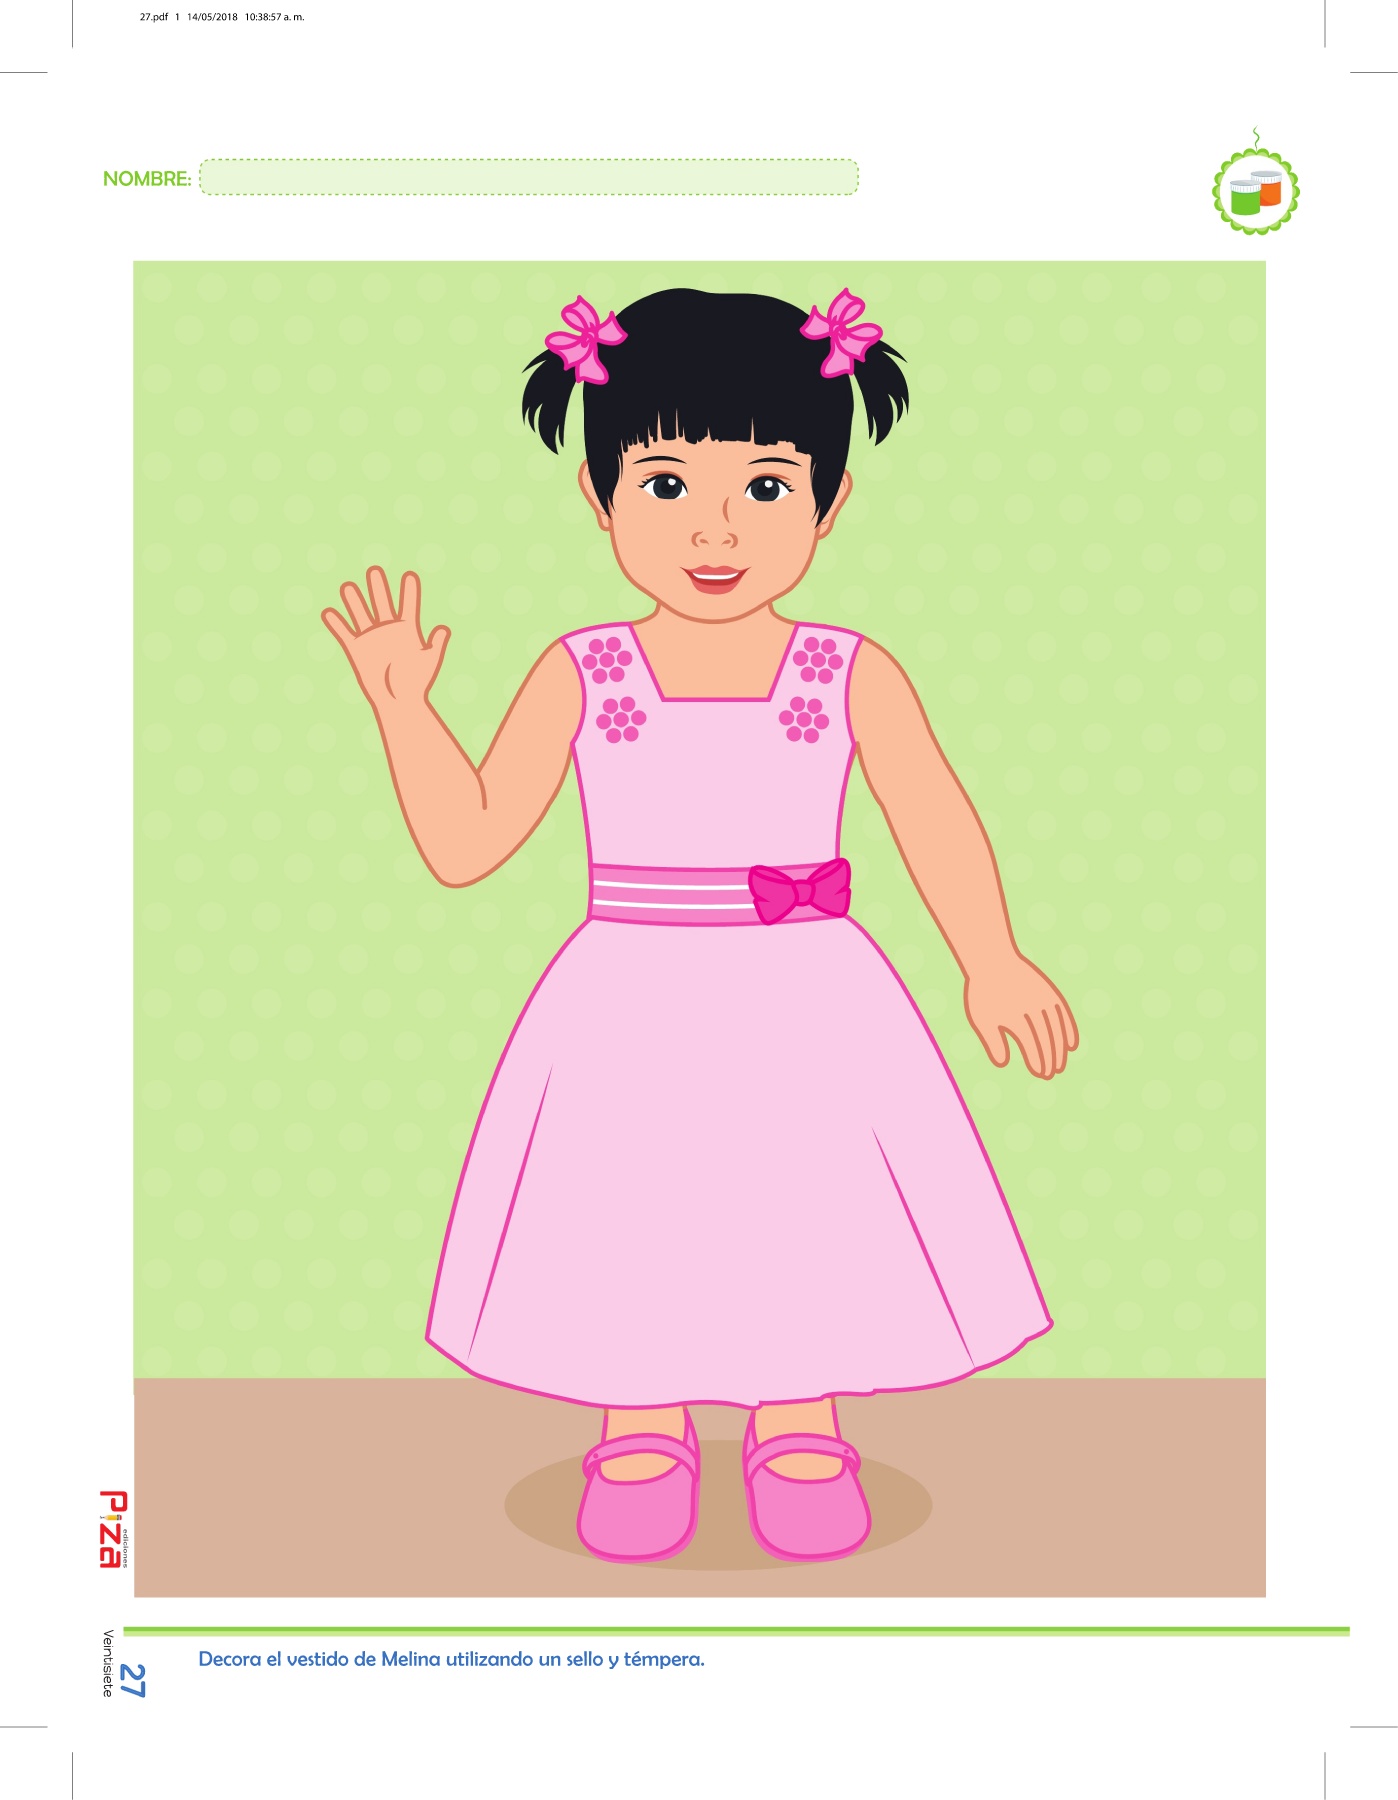 27.pdf 1 14/05/2018 10:38:57 a. m.
NOMBRE:
Piza
ediciones
Veintisiete
27
Decora el vestido de Melina utilizando un sello y témpera.